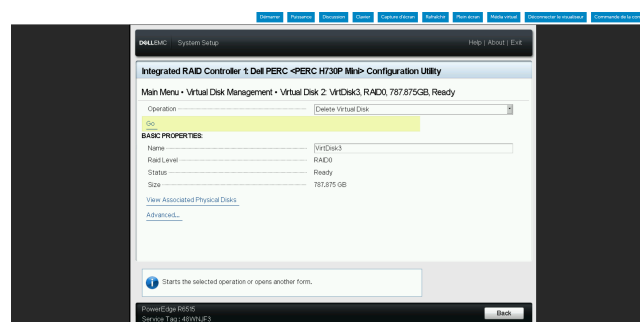 Démarrer Puissance Discussion Clavier Capture d'écran Rafraîchir Plein écran Média virtuel Déconnecter le visualiseur Commande de la con
DELLEMC System Setup Help | About | Exit
Integrated RAID Controller 1: Dell PERC <PERC H730P Mini> Configuration Utility
Main Menu • Virtual Disk Management • Virtual Disk 2: VirtDisk3, RAID0, 787.875GB, Ready
Operation Delete Virtual Disk
Go
BASIC PROPERTIES:
Name VirtDisk3
Raid Level RAID0
Status Ready
Size 787.875 GB
View Associated Physical Disks
Advanced...
Starts the selected operation or opens another form.
PowerEdge R6515
Service Tag : 46WNJF3
Back